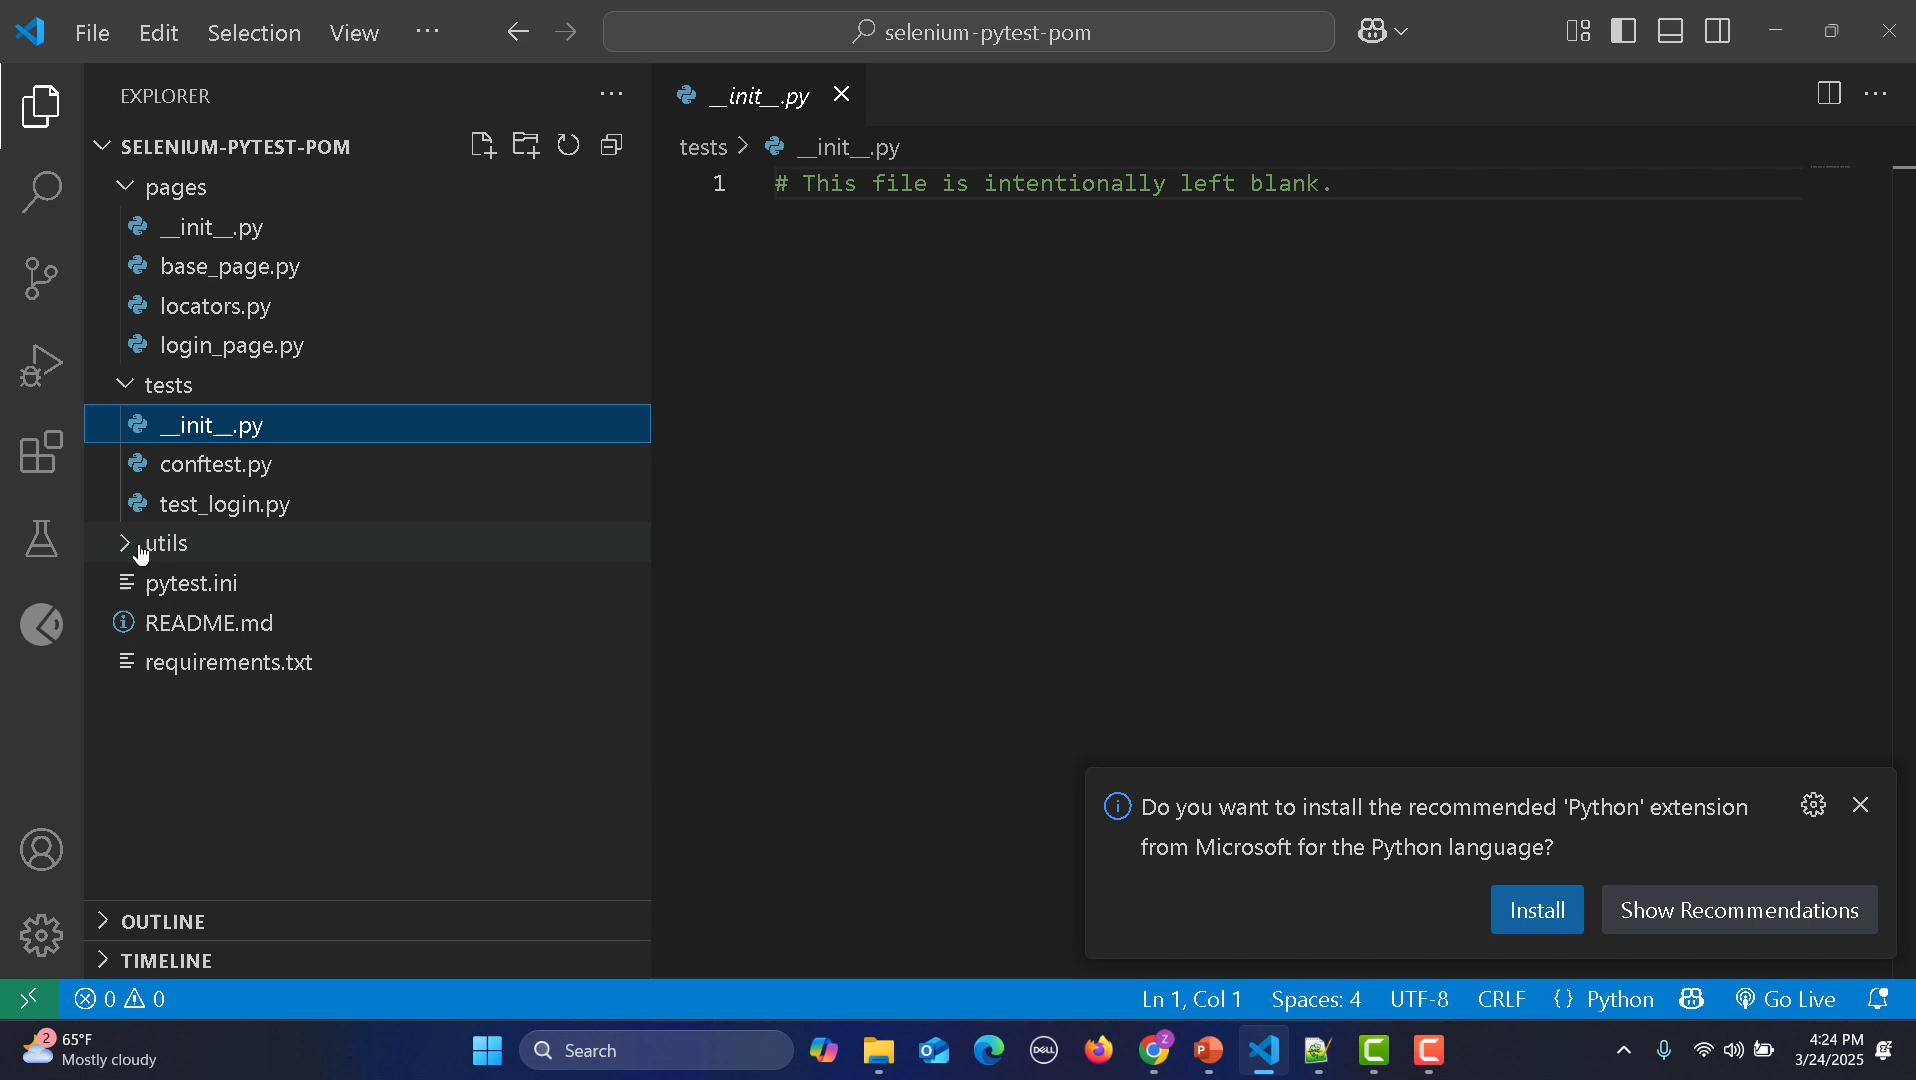 File Edit Selection View ···
selenium-pytest-pom
EXPLORER
SELENIUM-PYTEST-POM
pages
__init__.py
base_page.py
locators.py
login_page.py
tests
__init__.py
conftest.py
test_login.py
utils
pytest.ini
README.md
requirements.txt
OUTLINE
TIMELINE
__init__.py
tests > __init__.py
1 # This file is intentionally left blank.
Do you want to install the recommended 'Python' extension
from Microsoft for the Python language?
Install Show Recommendations
0 0 Ln 1, Col 1 Spaces: 4 UTF-8 CRLF {} Python Go Live
2 65°F
Mostly cloudy
Search
DELL
Z
4:24 PM
3/24/2025